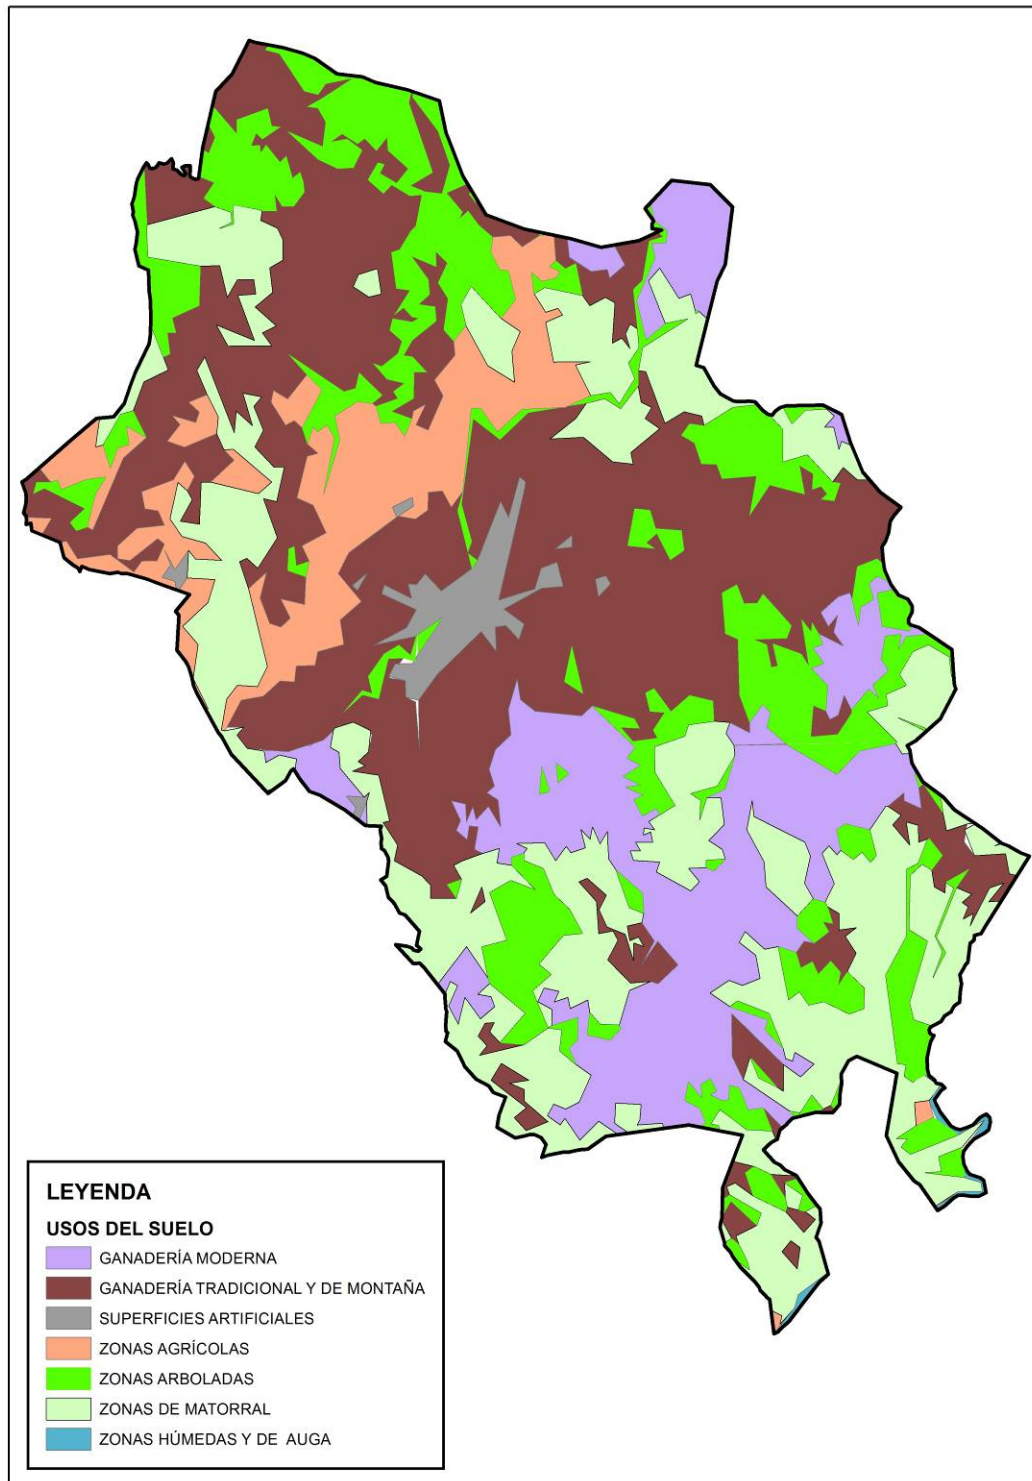 LEYENDA
USOS DEL SUELO
GANADERÍA MODERNA
GANADERÍA TRADICIONAL Y DE MONTAÑA
SUPERFICIES ARTIFICIALES
ZONAS AGRÍCOLAS
ZONAS ARBOLADAS
ZONAS DE MATORRAL
ZONAS HÚMEDAS Y DE AUGA